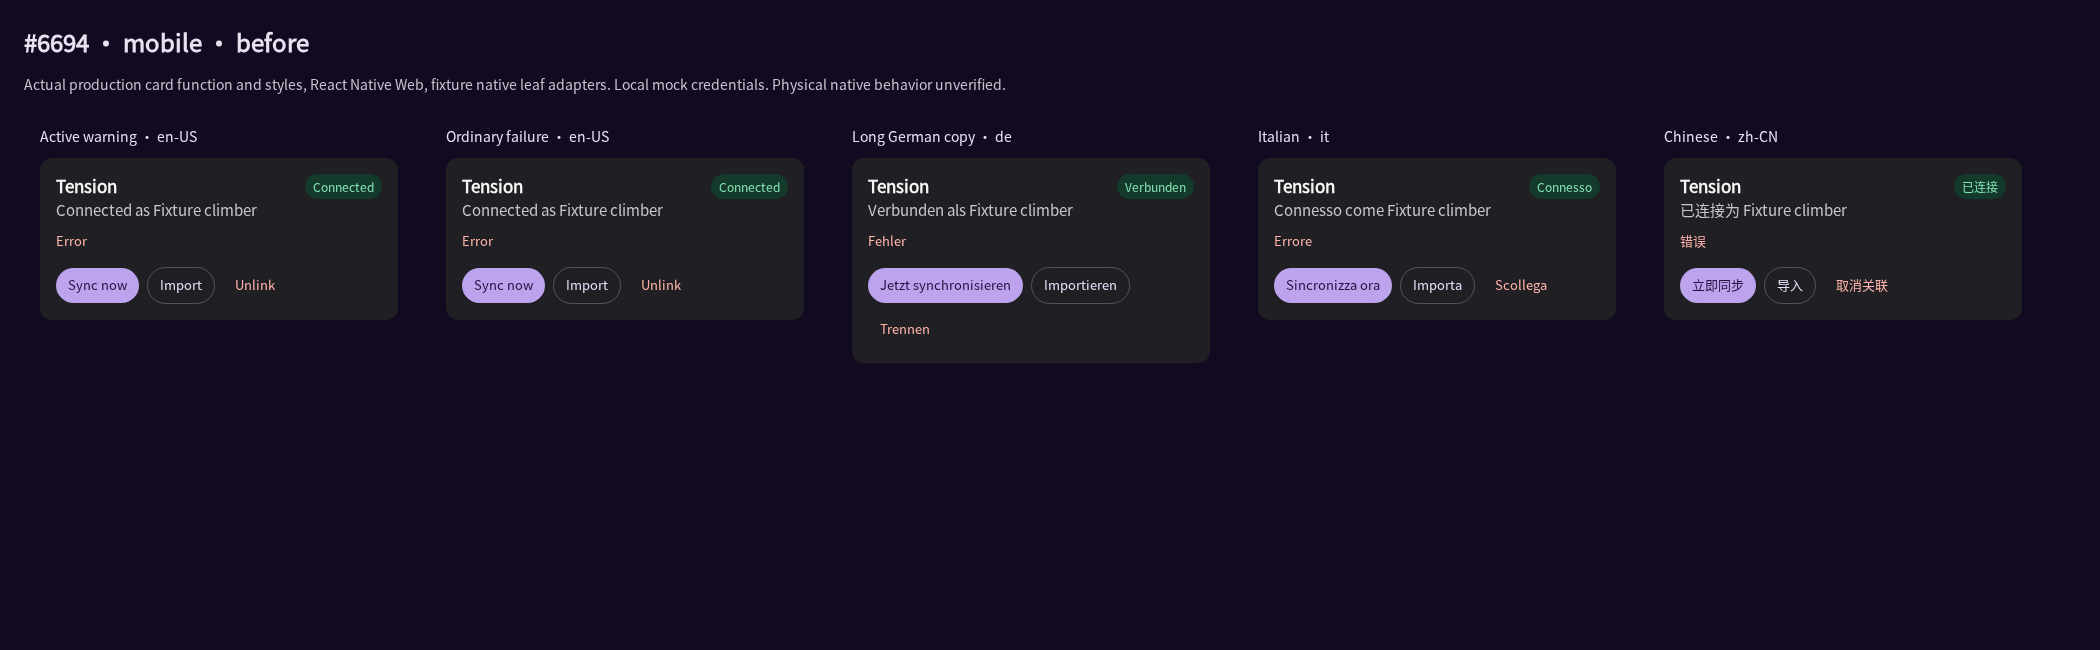 #6694 • mobile • before
Actual production card function and styles, React Native Web, fixture native leaf adapters. Local mock credentials. Physical native behavior unverified.
Active warning • en-US
Tension
Connected
Connected as Fixture climber
Error
Sync now
Import
Unlink
Ordinary failure • en-US
Tension
Connected
Connected as Fixture climber
Error
Sync now
Import
Unlink
Long German copy • de
Tension
Verbunden
Verbunden als Fixture climber
Fehler
Jetzt synchronisieren
Importieren
Trennen
Italian • it
Tension
Connesso
Connesso come Fixture climber
Errore
Sincronizza ora
Importa
Scollega
Chinese • zh-CN
Tension
已连接
已连接为 Fixture climber
错误
立即同步
导入
取消关联